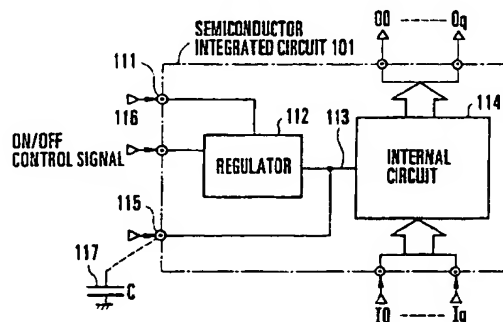 SEMICONDUCTOR
INTEGRATED CIRCUIT 101
O0 ---- Oq
111
116
112
113
114
ON/OFF
CONTROL SIGNAL
REGULATOR
INTERNAL
CIRCUIT
115
117
C
I0 ---- Iq